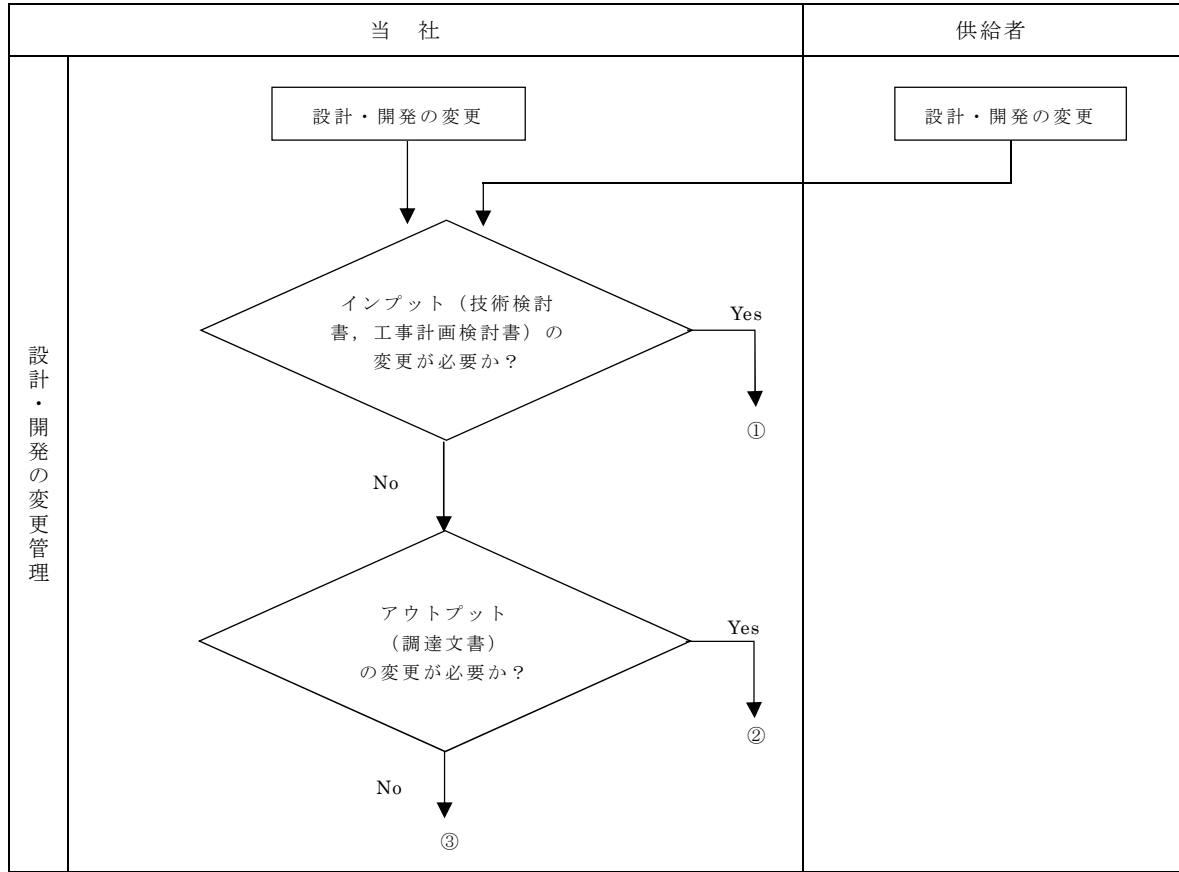 当 社
供給者
設計・開発の変更管理
設計・開発の変更
設計・開発の変更
インプット（技術検討
書，工事計画検討書）の
変更が必要か？
Yes
①
No
アウトプット
（調達文書）
の変更が必要か？
Yes
②
No
③